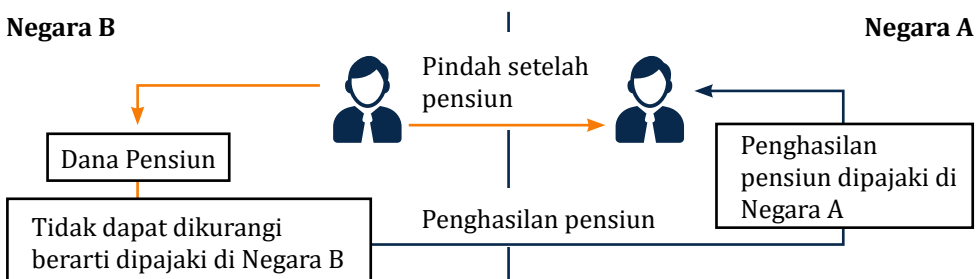 Negara B
Negara A
Pindah setelah
pensiun
Dana Pensiun
Penghasilan
pensiun dipajaki di
Negara A
Tidak dapat dikurangi
berarti dipajaki di Negara B
Penghasilan pensiun